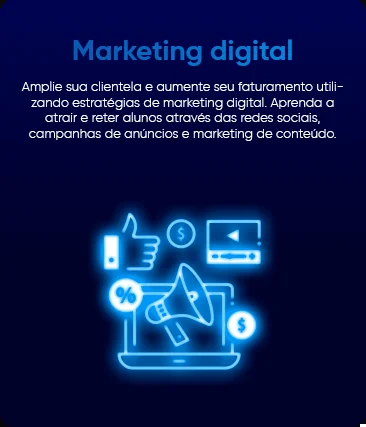 Marketing digital
Amplie sua clientela e aumente seu faturamento utili-
zando estratégias de marketing digital. Aprenda a
atrair e reter alunos através das redes sociais,
campanhas de anúncios e marketing de conteúdo.
$
%
$